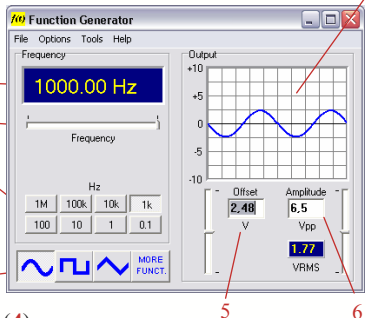 f(t) Function Generator
File Options Tools Help
Frequency
1000.00 Hz
Frequency
Hz
1M 100k 10k 1k
100 10 1 0.1
MORE
FUNCT.
Output
+10
+5
0
-5
-10
Offset
2,48
V
Amplitude
6,5
Vpp
1.77
VRMS
5 6
(4)